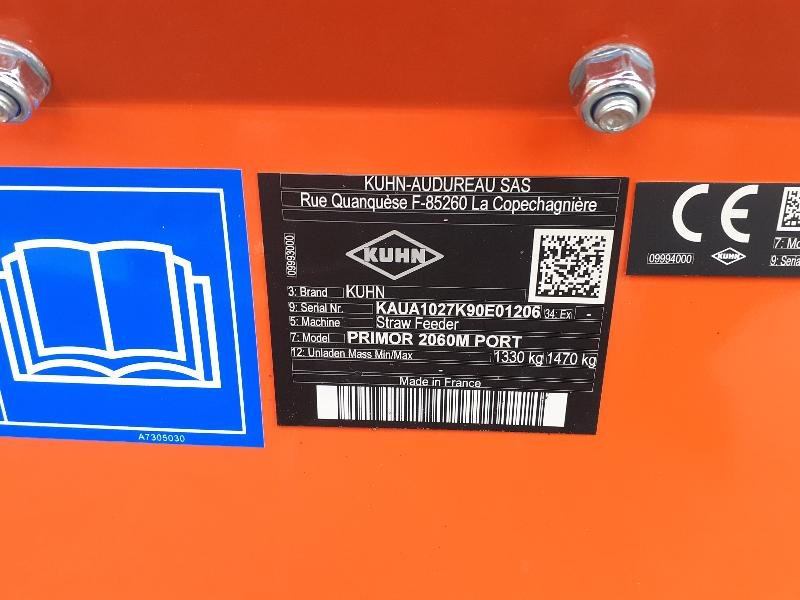 KUHN-AUDUREAU SAS
Rue Quanquèse F-85260 La Copechagnière
09993000
KUHN
3: Brand KUHN
9: Serial Nr. KAUA1027K90E01206 34: Ex -
5: Machine Straw Feeder
7: Model PRIMOR 2060M PORT
12: Unladen Mass Min/Max 1330 kg 1470 kg
Made in France
A7305030
CE
09994000 KUHN
7: Mo
9: Seria